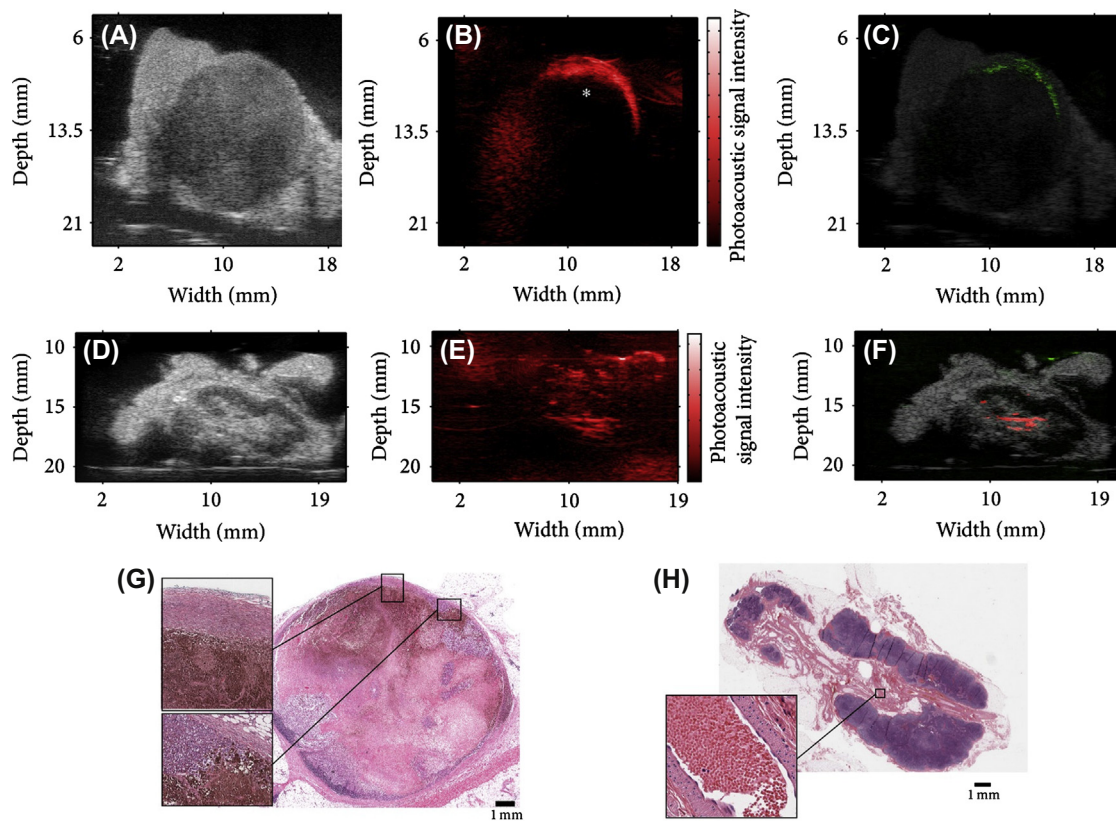 (A)
Depth (mm)
6
13.5
21
2 10 18
Width (mm)
(B)
Depth (mm)
6
13.5
21
*
2 10 18
Width (mm)
Photoacoustic signal intensity
(C)
Depth (mm)
6
13.5
21
2 10 18
Width (mm)
(D)
Depth (mm)
10
15
20
2 10 19
Width (mm)
(E)
Depth (mm)
10
15
20
2 10 19
Width (mm)
Photoacoustic
signal intensity
(F)
Depth (mm)
10
15
20
2 10 19
Width (mm)
(G)
1 mm
(H)
1 mm